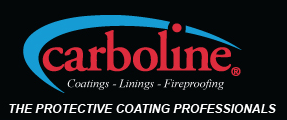 carboline®
Coatings - Linings - Fireproofing
THE PROTECTIVE COATING PROFESSIONALS